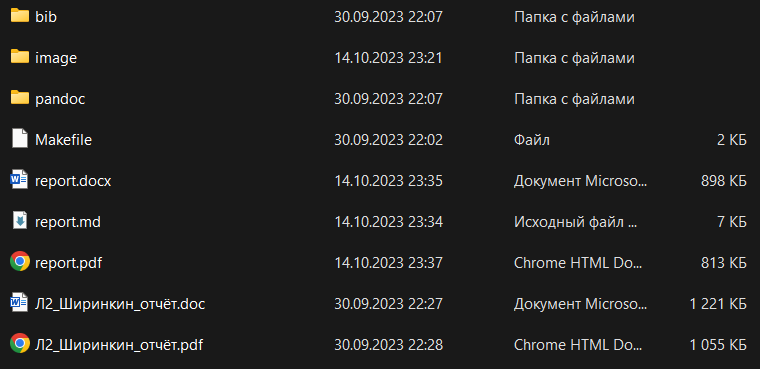 bib 30.09.2023 22:07 Папка с файлами
image 14.10.2023 23:21 Папка с файлами
pandoc 30.09.2023 22:07 Папка с файлами
Makefile 30.09.2023 22:02 Файл 2 КБ
report.docx 14.10.2023 23:35 Документ Microso... 898 КБ
report.md 14.10.2023 23:34 Исходный файл ... 7 КБ
report.pdf 14.10.2023 23:37 Chrome HTML Do... 813 КБ
Л2_Ширинкин_отчёт.doc 30.09.2023 22:27 Документ Microso... 1 221 КБ
Л2_Ширинкин_отчёт.pdf 30.09.2023 22:28 Chrome HTML Do... 1 055 КБ